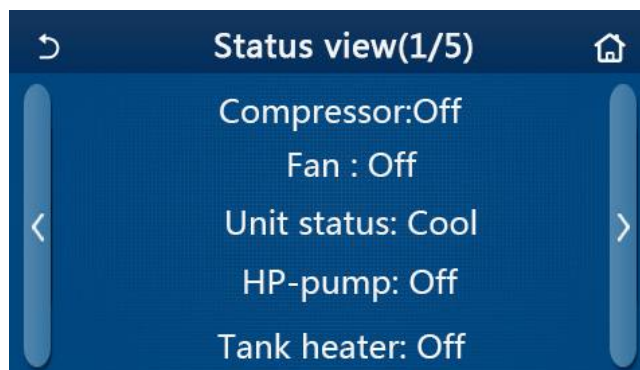 Status view(1/5)
Compressor:Off
Fan : Off
Unit status: Cool
HP-pump: Off
Tank heater: Off